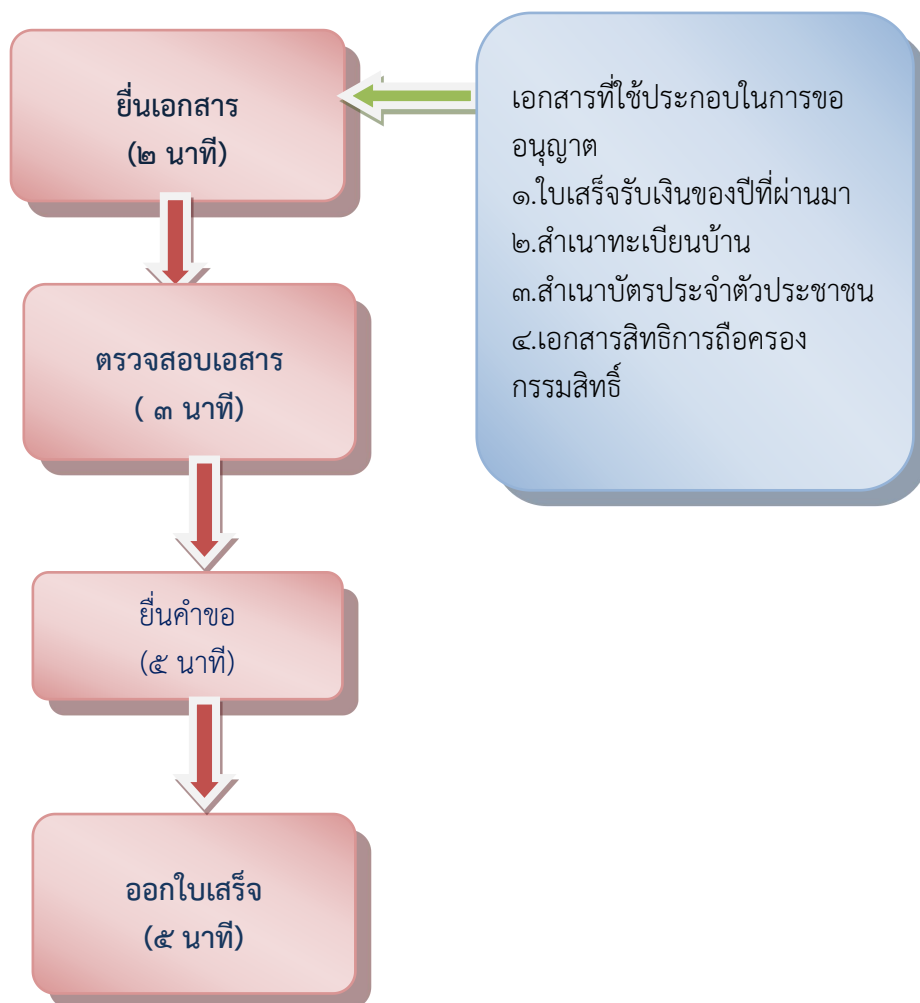 ยื่นเอกสาร
(๒ นาที)
เอกสารที่ใช้ประกอบในการขอ
อนุญาต
๑.ใบเสร็จรับเงินของปีที่ผ่านมา
๒.สำเนาทะเบียนบ้าน
๓.สำเนาบัตรประจำตัวประชาชน
๔.เอกสารสิทธิการถือครอง
กรรมสิทธิ์
ตรวจสอบเอสาร
( ๓ นาที)
ยื่นคำขอ
(๕ นาที)
ออกใบเสร็จ
(๕ นาที)